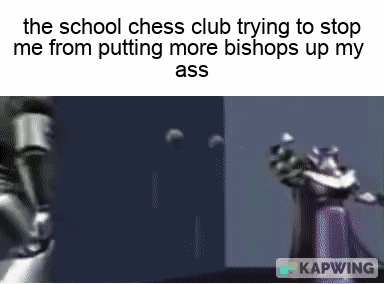 the school chess club trying to stop
me from putting more bishops up my
ass
KAPWING